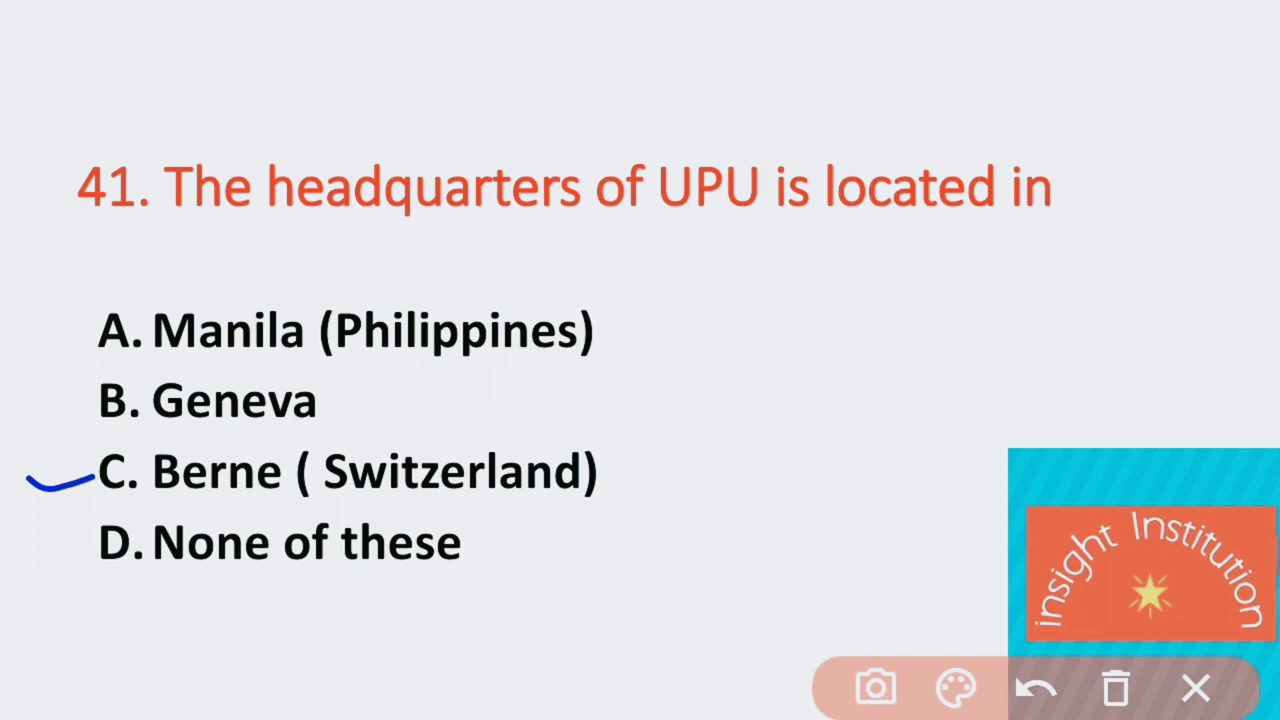 41. The headquarters of UPU is located in
A. Manila (Philippines)
B. Geneva
C. Berne ( Switzerland)
D. None of these
insight Institution